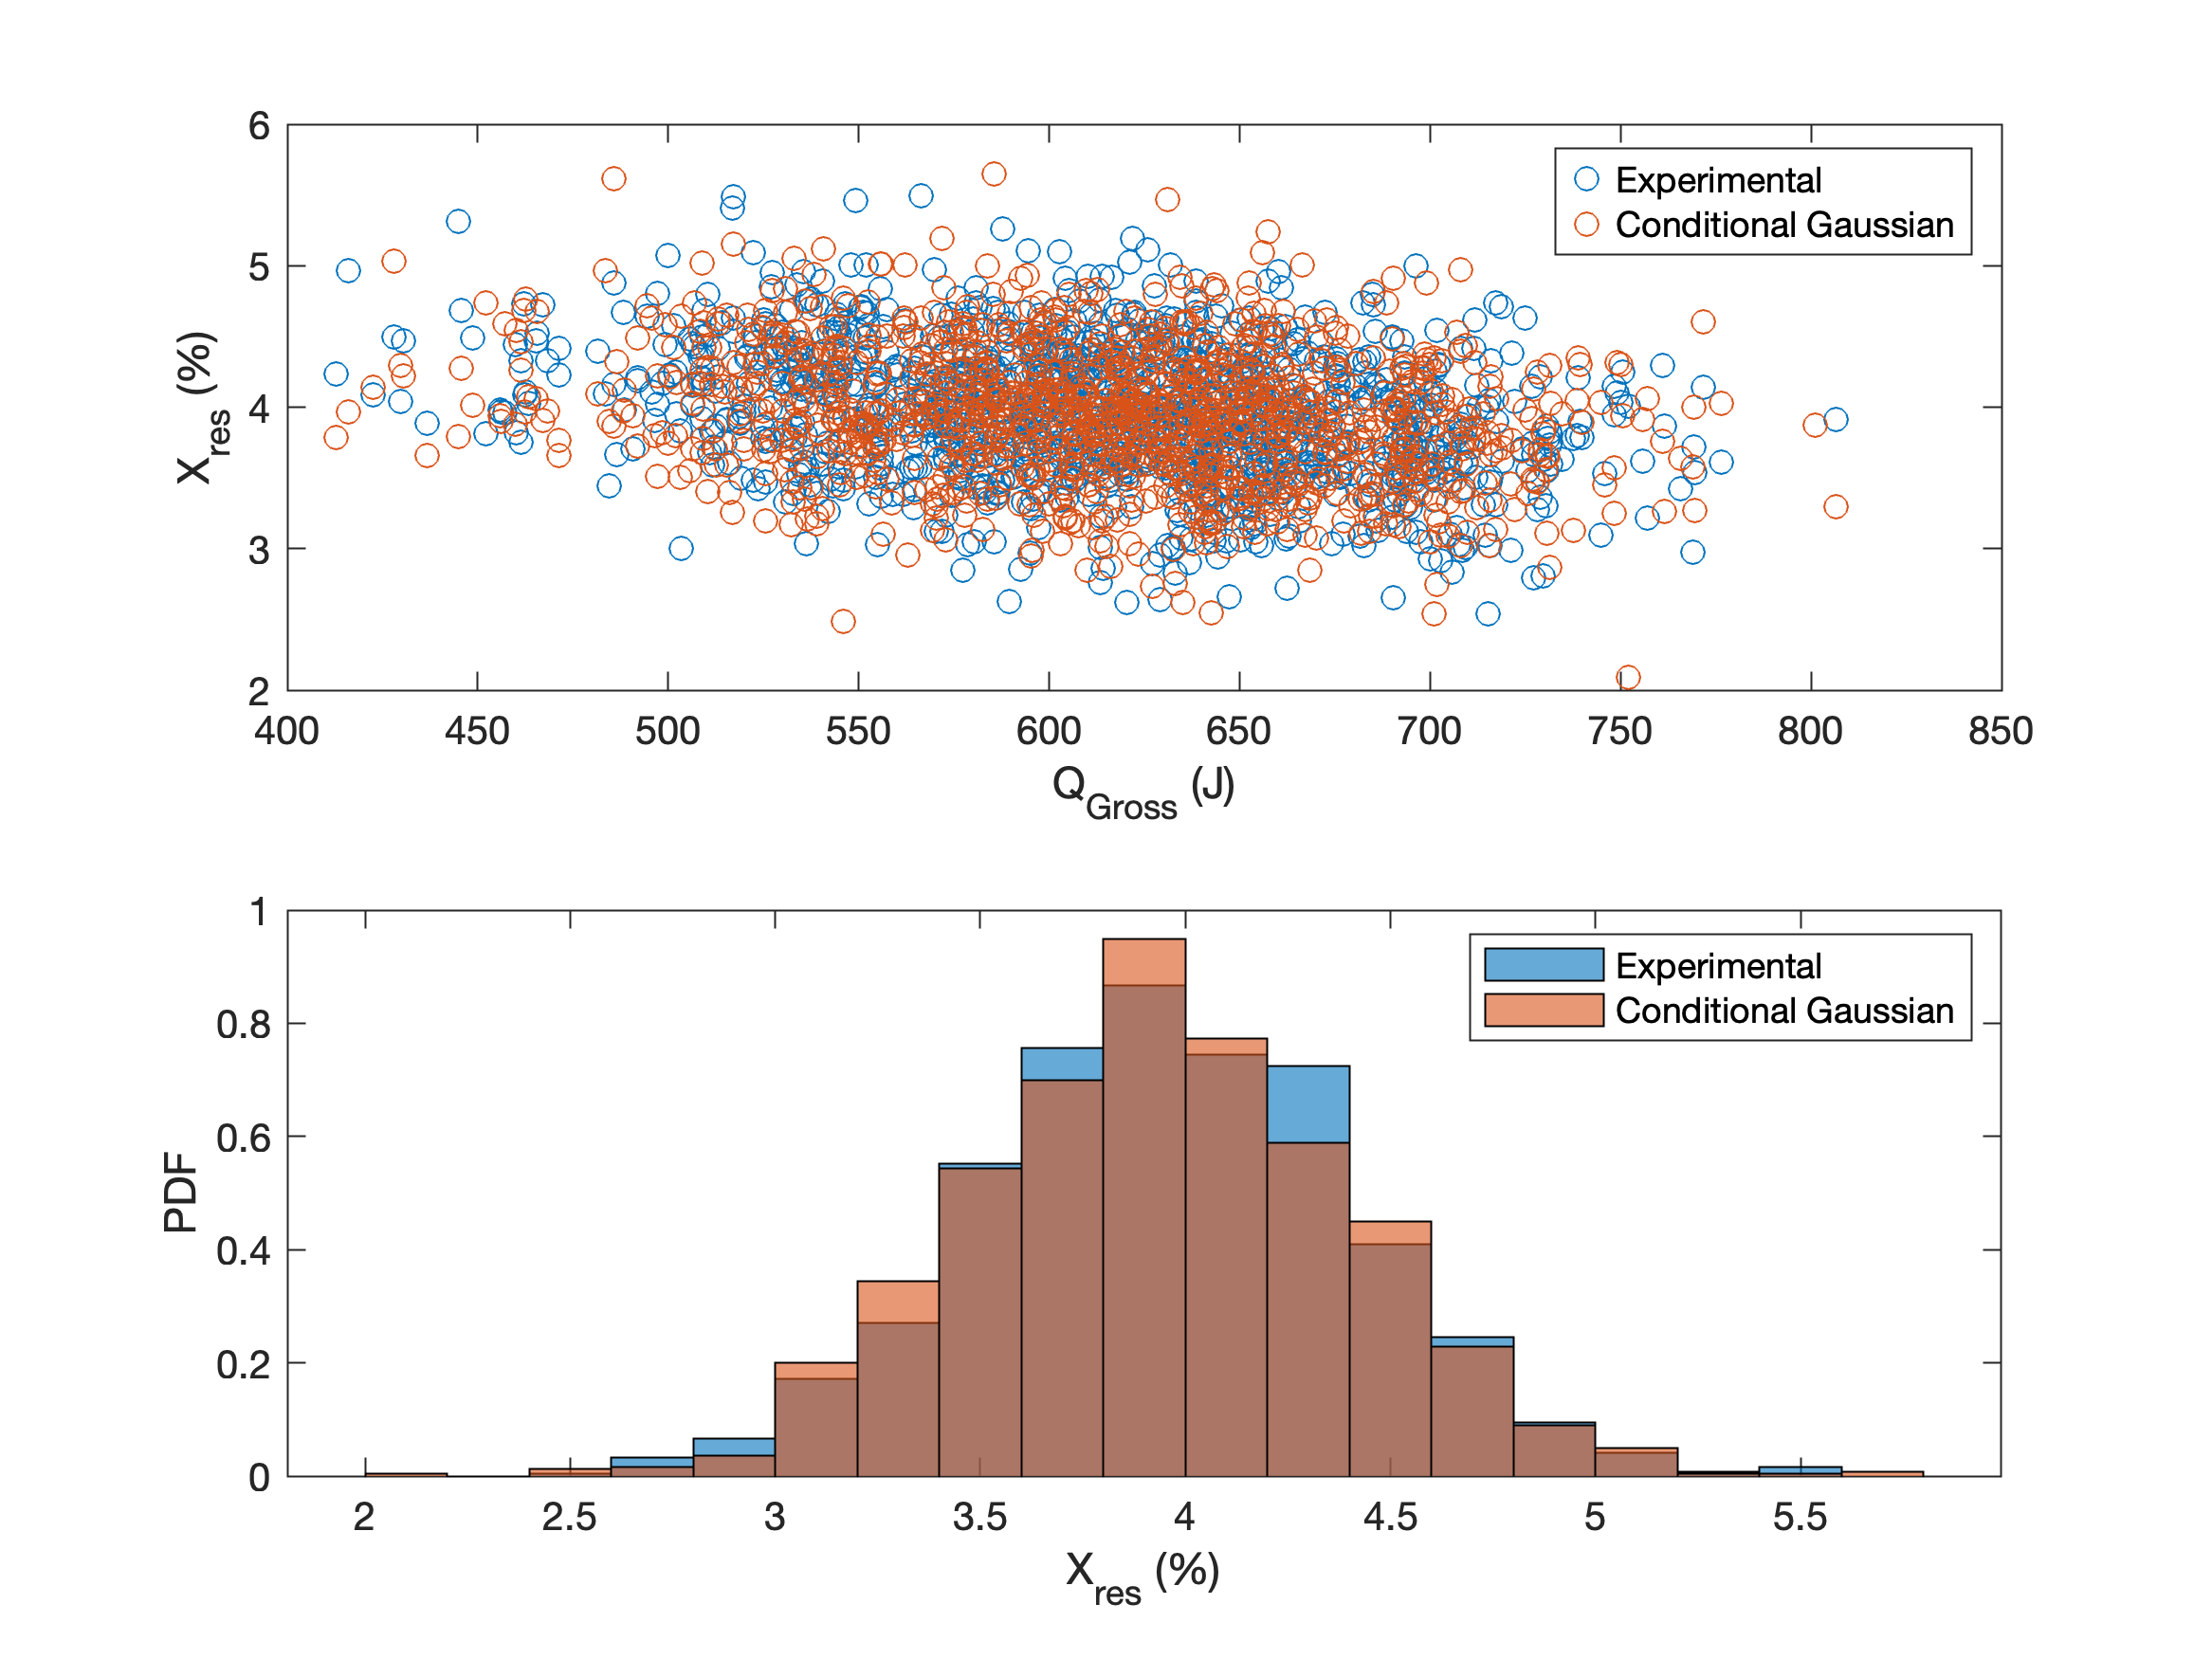 6
5
4
3
2
X_res (%)
Experimental
Conditional Gaussian
400 450 500 550 600 650 700 750 800 850
Q_Gross (J)
1
0.8
0.6
0.4
0.2
0
PDF
Experimental
Conditional Gaussian
2 2.5 3 3.5 4 4.5 5 5.5
X_res (%)